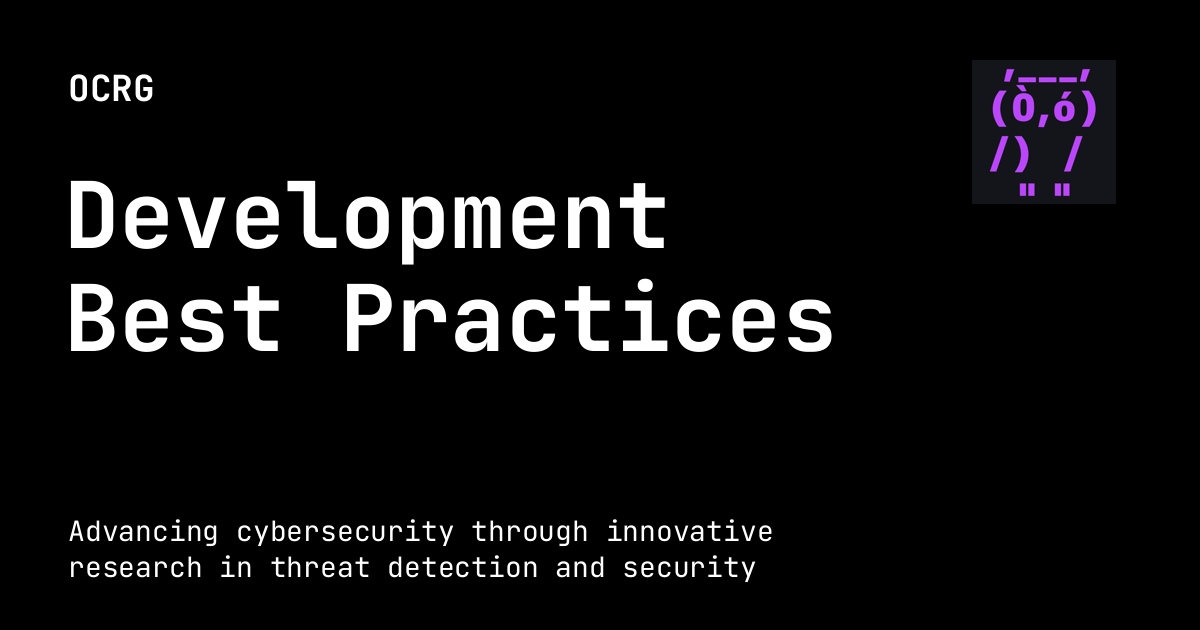 OCRG
,___,
(Ò,ó)
/) /
" "
Development
Best Practices
Advancing cybersecurity through innovative
research in threat detection and security